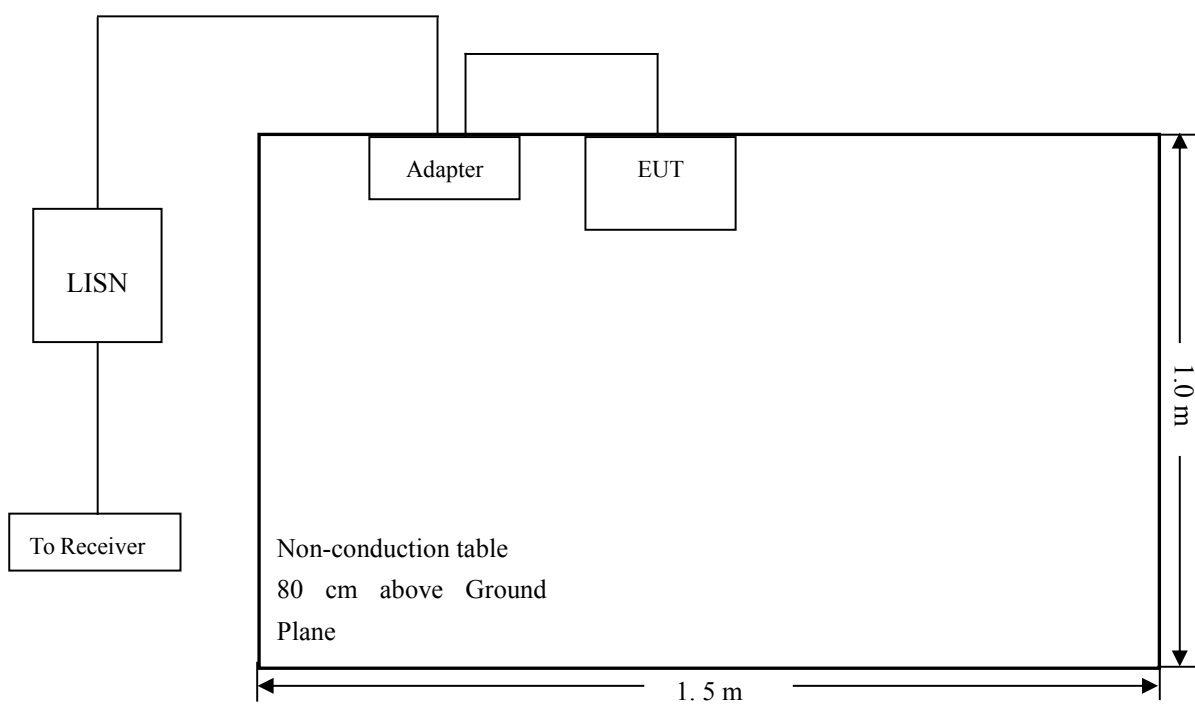 Adapter
EUT
LISN
1.0 m
To Receiver
Non-conduction table
80 cm above Ground
Plane
1. 5 m